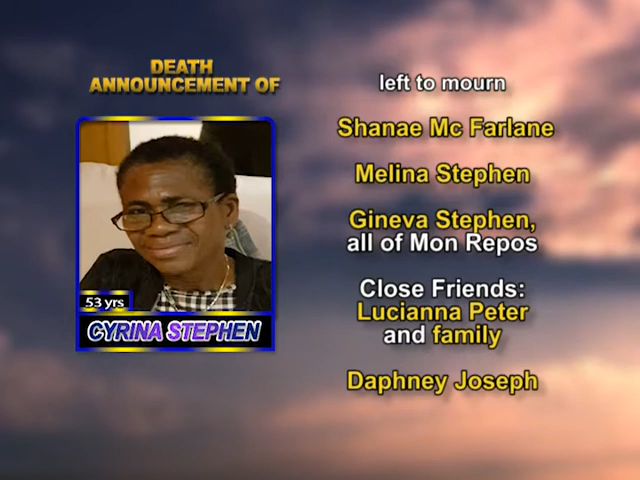 DEATH
ANNOUNCEMENT OF
53 yrs
CYRINA STEPHEN
left to mourn
Shanae Mc Farlane
Melina Stephen
Gineva Stephen,
all of Mon Repos
Close Friends:
Lucianna Peter
and family
Daphney Joseph